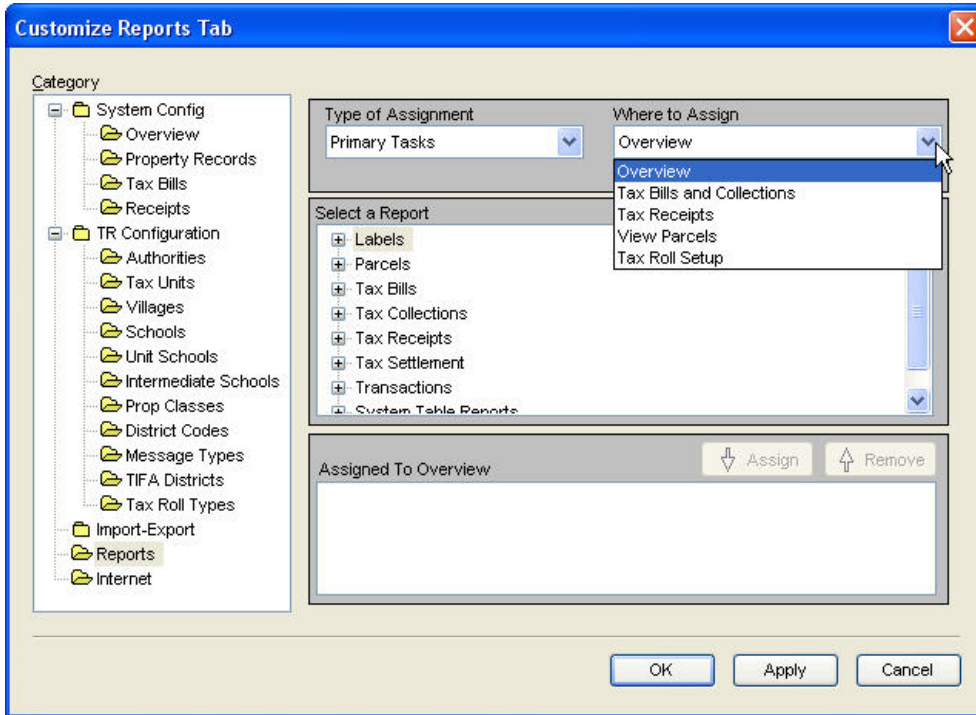 Customize Reports Tab
Category
System Config
Overview
Property Records
Tax Bills
Receipts
TR Configuration
Authorities
Tax Units
Villages
Schools
Unit Schools
Intermediate Schools
Prop Classes
District Codes
Message Types
TIFA Districts
Tax Roll Types
Import-Export
Reports
Internet
Type of Assignment
Primary Tasks
Where to Assign
Overview
Overview
Tax Bills and Collections
Tax Receipts
View Parcels
Tax Roll Setup
Select a Report
Labels
Parcels
Tax Bills
Tax Collections
Tax Receipts
Tax Settlement
Transactions
System Table Reports
Assigned To Overview
Assign
Remove
OK
Apply
Cancel